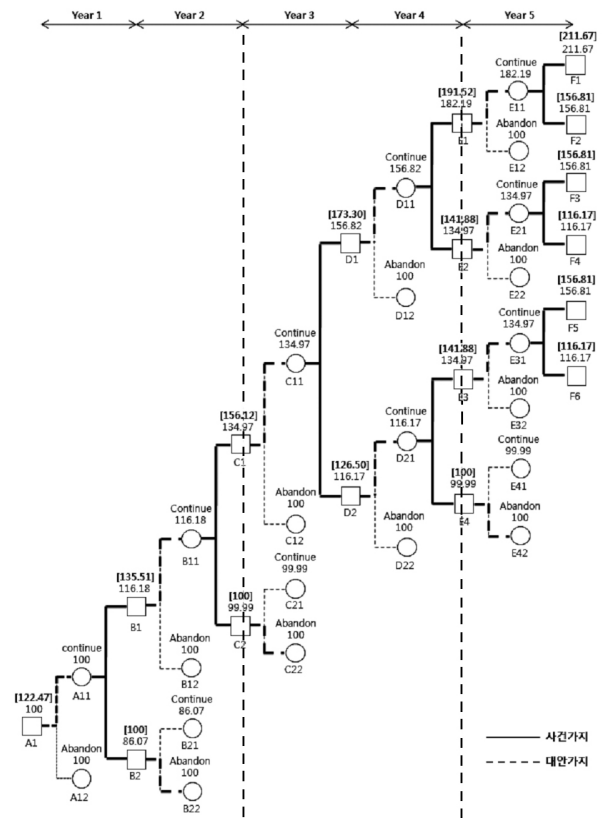 Year 1 Year 2 Year 3 Year 4 Year 5
[211.67]
211.67
F1
Continue
182.19
E11
[191.52]
182.19
E1
[156.81]
156.81
F2
Abandon
100
E12
Continue
156.82
D11
[156.81]
156.81
F3
Continue
134.97
E21
[173.30]
156.82
D1
[141.88]
134.97
E2
[116.17]
116.17
F4
Abandon
100
D12
Abandon
100
E22
[156.81]
156.81
F5
Continue
134.97
C11
Continue
134.97
E31
[141.88]
134.97
E3
[116.17]
116.17
F6
Abandon
100
E32
[156.12]
134.97
C1
Continue
116.17
D21
Continue
99.99
E41
[126.50]
116.17
D2
[100]
99.99
E4
Continue
116.18
B11
Abandon
100
C12
Abandon
100
D22
Abandon
100
E42
[135.51]
116.18
B1
Continue
99.99
C21
[100]
99.99
C2
Abandon
100
C22
continue
100
A11
Abandon
100
B12
[122.47]
100
A1
Continue
86.07
B21
[100]
86.07
B2
Abandon
100
A12
Abandon
100
B22
사건가지
대안가지